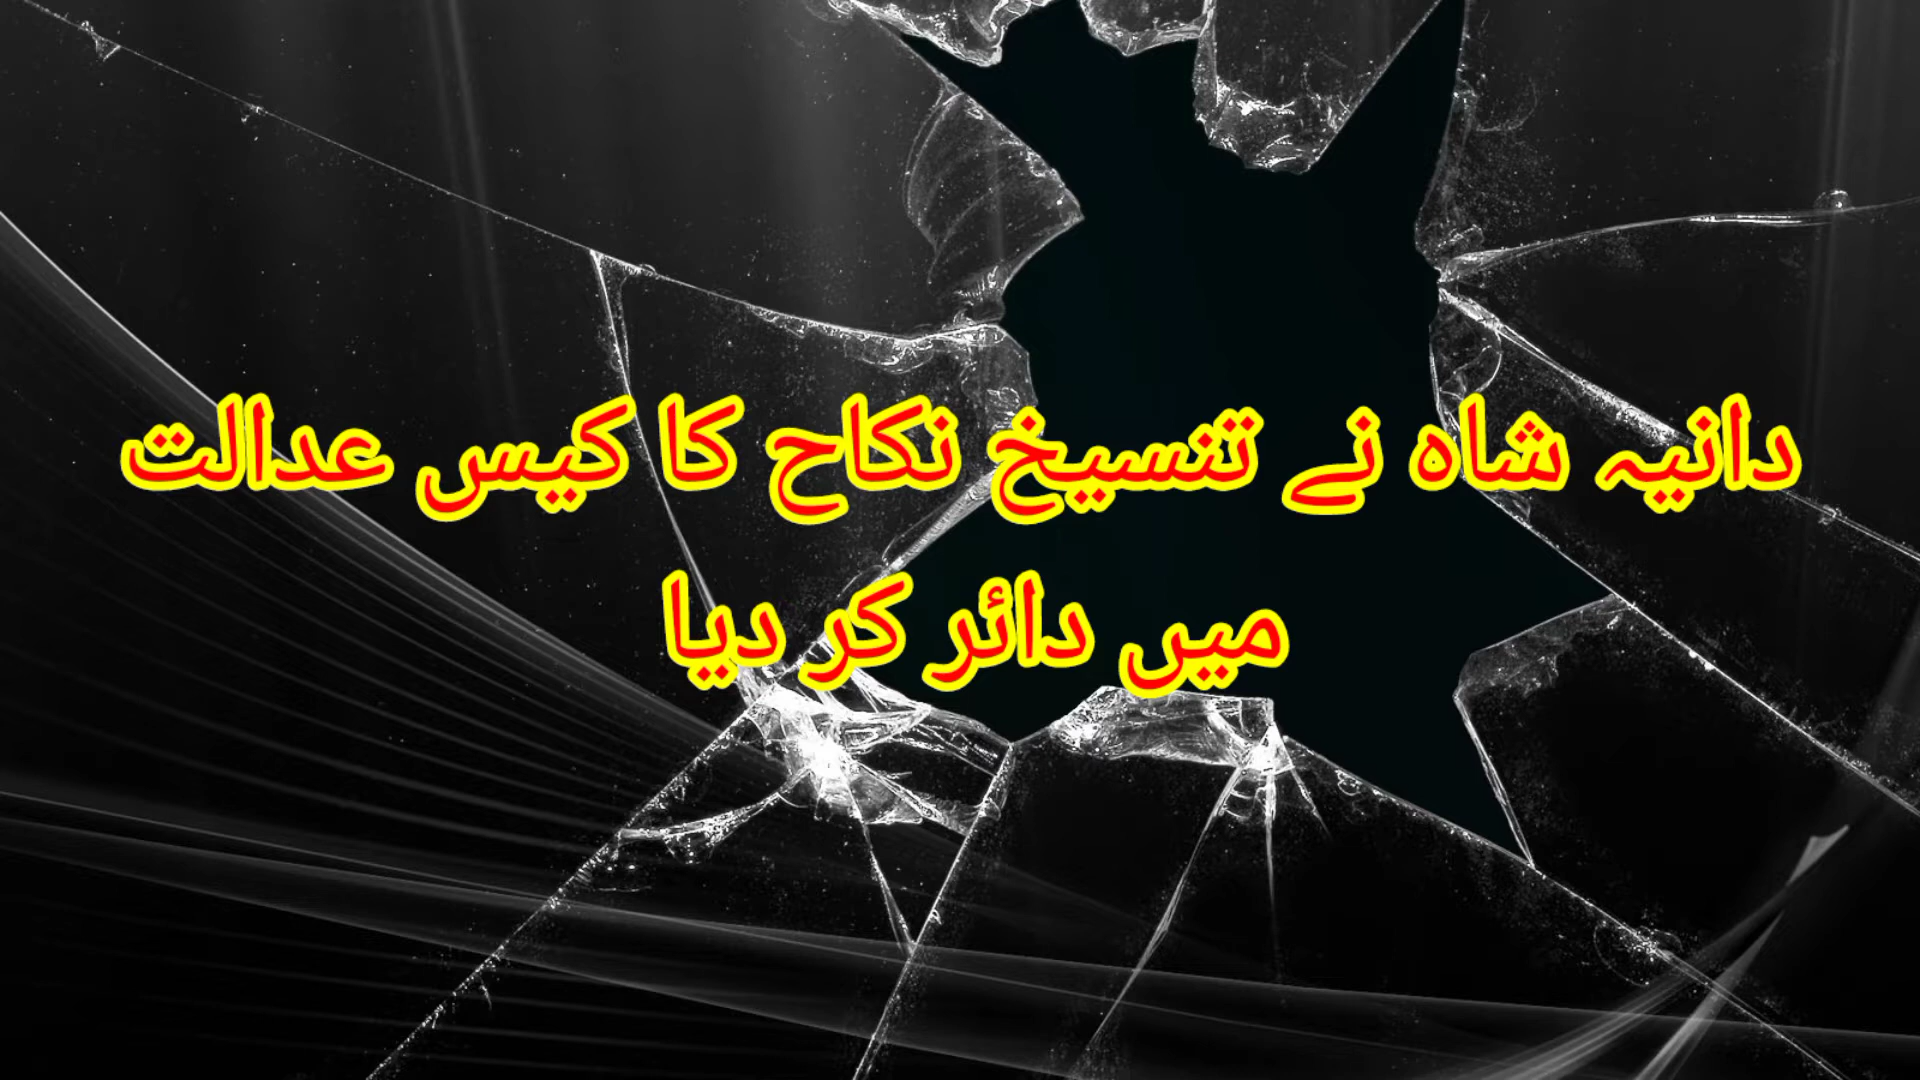 دانیہ شاہ نے تنسیخ نکاح کا کیس عدالت
میں دائر کر دیا